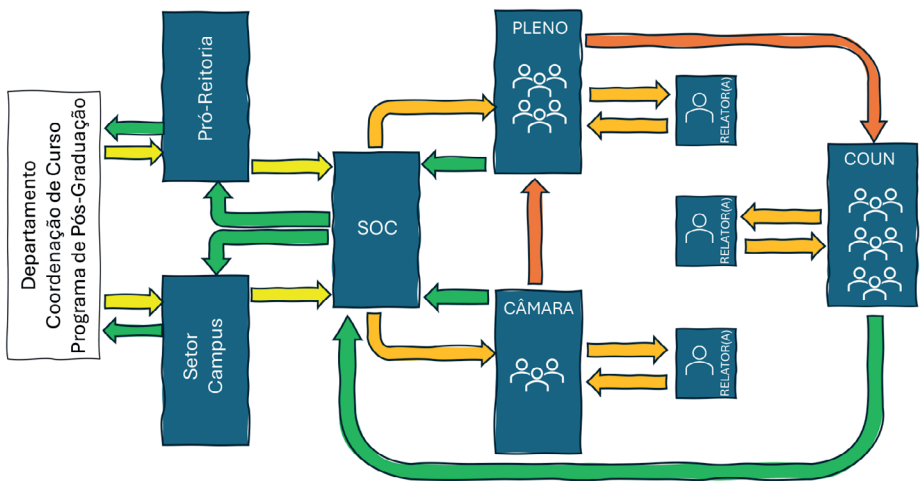 Departamento
Coordenação de Curso
Programa de Pós-Graduação
Pró-Reitoria
Setor
Campus
SOC
PLENO
RELATOR(A)
COUN
RELATOR(A)
CÂMARA
RELATOR(A)